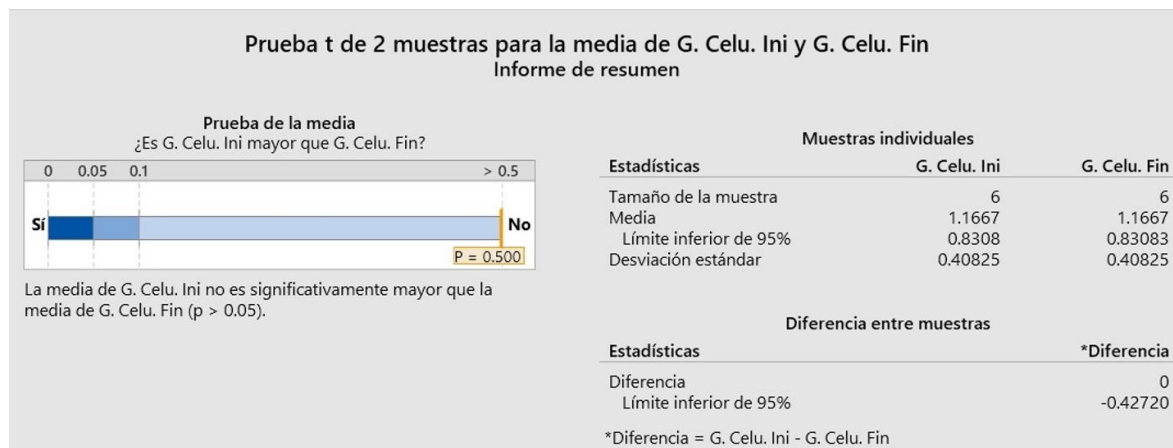 Prueba t de 2 muestras para la media de G. Celu. Ini y G. Celu. Fin
Informe de resumen
Prueba de la media
¿Es G. Celu. Ini mayor que G. Celu. Fin?
0 0.05 0.1 > 0.5
Sí No
P = 0.500
La media de G. Celu. Ini no es significativamente mayor que la
media de G. Celu. Fin (p > 0.05).
Muestras individuales
Estadísticas G. Celu. Ini G. Celu. Fin
Tamaño de la muestra 6 6
Media 1.1667 1.1667
Límite inferior de 95% 0.8308 0.83083
Desviación estándar 0.40825 0.40825
Diferencia entre muestras
Estadísticas *Diferencia
Diferencia 0
Límite inferior de 95% -0.42720
*Diferencia = G. Celu. Ini - G. Celu. Fin